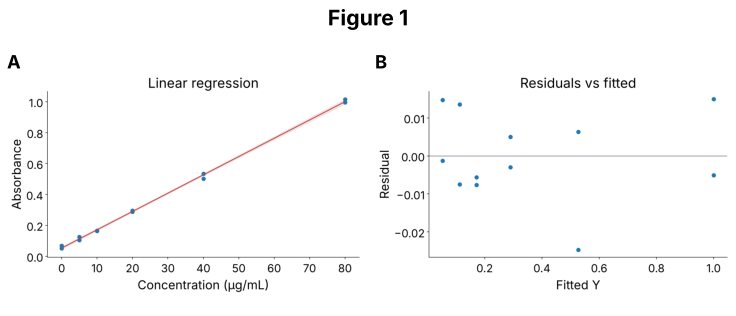 Figure 1
A
Linear regression
1.0
0.8
0.6
0.4
0.2
0.0
Absorbance
0 10 20 30 40 50 60 70 80
Concentration (µg/mL)
B
Residuals vs fitted
0.01
0.00
−0.01
−0.02
Residual
0.2 0.4 0.6 0.8 1.0
Fitted Y